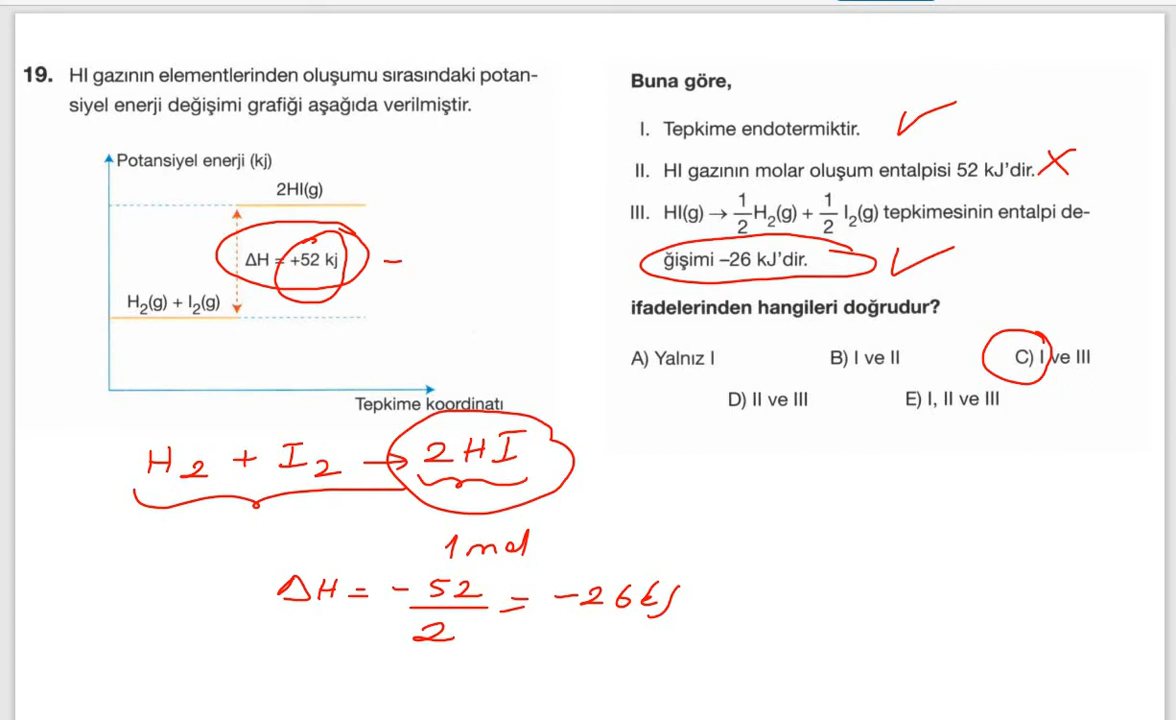 19. HI gazının elementlerinden oluşumu sırasındaki potan-
siyel enerji değişimi grafiği aşağıda verilmiştir.
Potansiyel enerji (kj)
2HI(g)
ΔH = +52 kj
–
H₂(g) + I₂(g)
Tepkime koordinatı
H₂ + I₂ → 2HI
1 mol
ΔH = -52/2 = -26 kJ
Buna göre,
I. Tepkime endotermiktir.
II. HI gazının molar oluşum entalpisi 52 kJ'dir.
III. HI(g) → 1/2 H₂(g) + 1/2 I₂(g) tepkimesinin entalpi de-
ğişimi –26 kJ'dir.
ifadelerinden hangileri doğrudur?
A) Yalnız I B) I ve II C) I ve III
D) II ve III E) I, II ve III